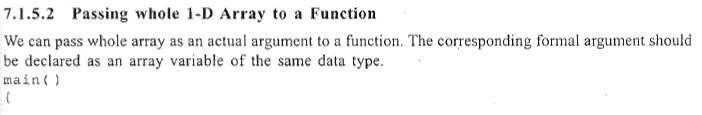 7.1.5.2 Passing whole 1-D Array to a Function
We can pass whole array as an actual argument to a function. The corresponding formal argument should
be declared as an array variable of the same data type.
main( )
{